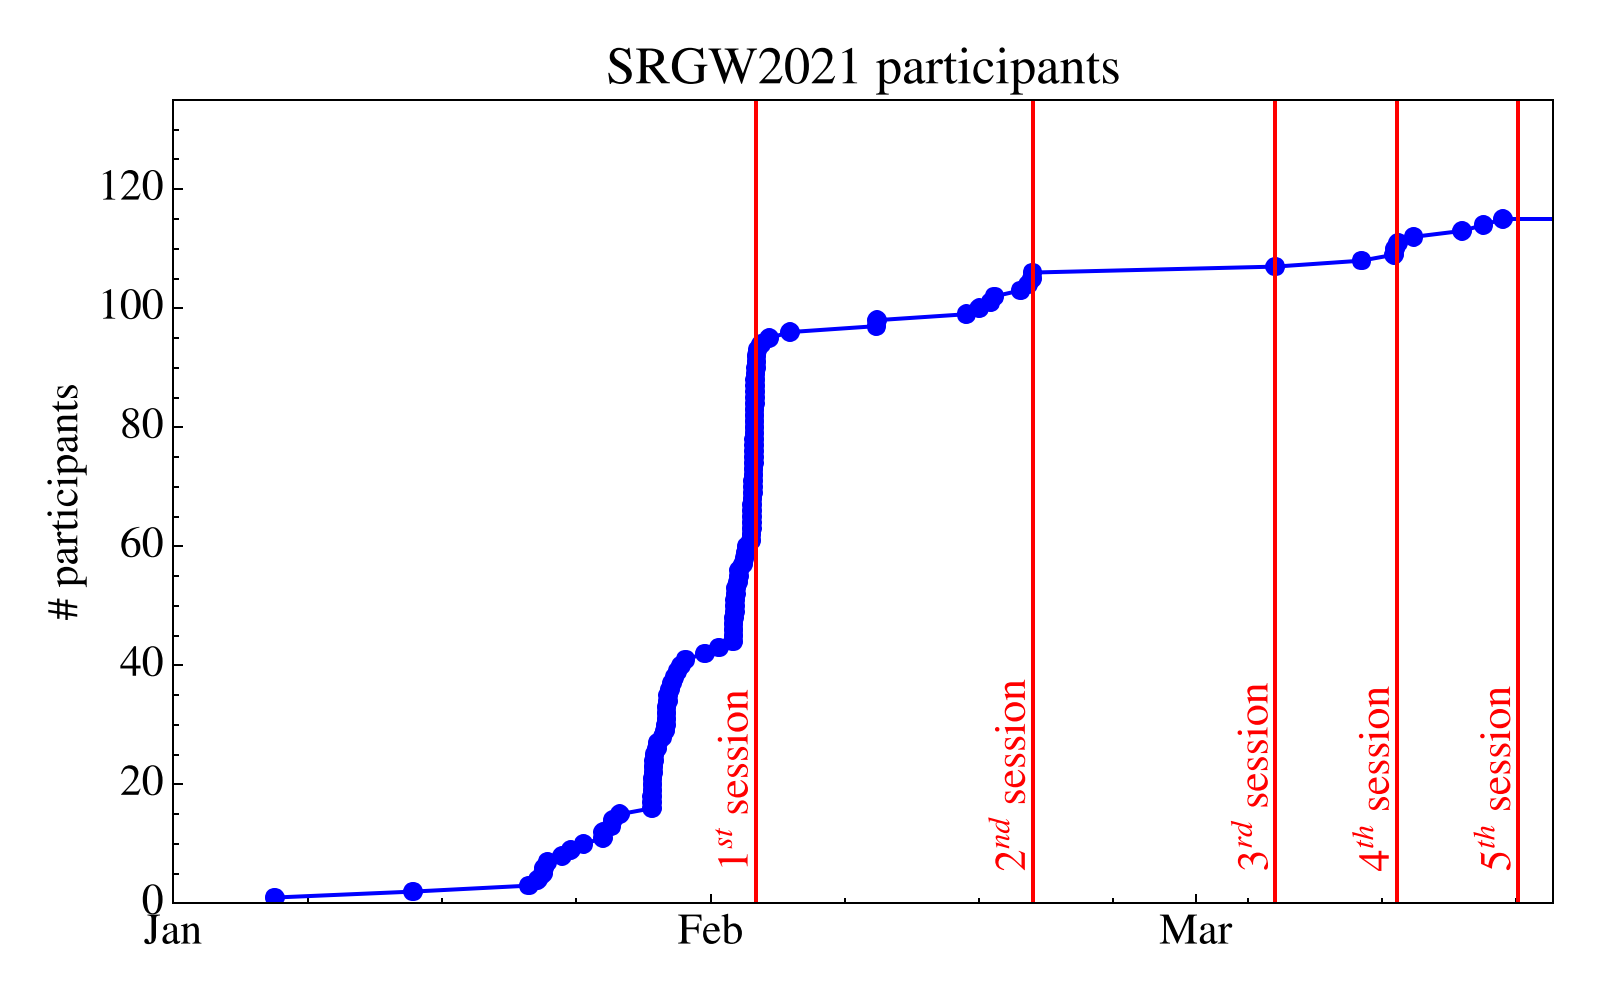 SRGW2021 participants
# participants
120
100
80
60
40
20
0
Jan
Feb
Mar
1st session
2nd session
3rd session
4th session
5th session